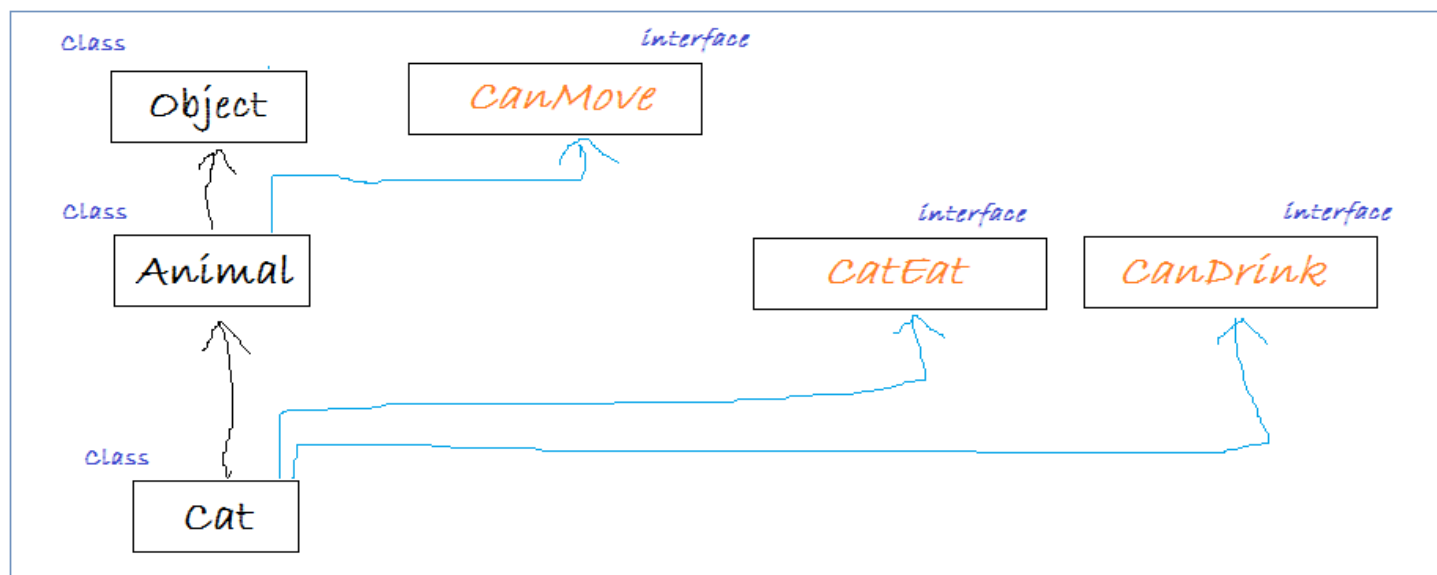 Class
interface
Object
CanMove
Class
interface
interface
Animal
CatEat
CanDrink
Class
Cat